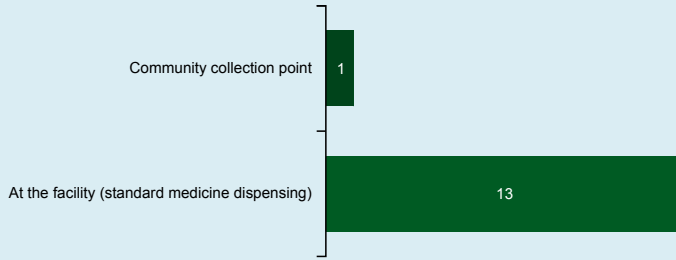 Community collection point
1
At the facility (standard medicine dispensing)
13